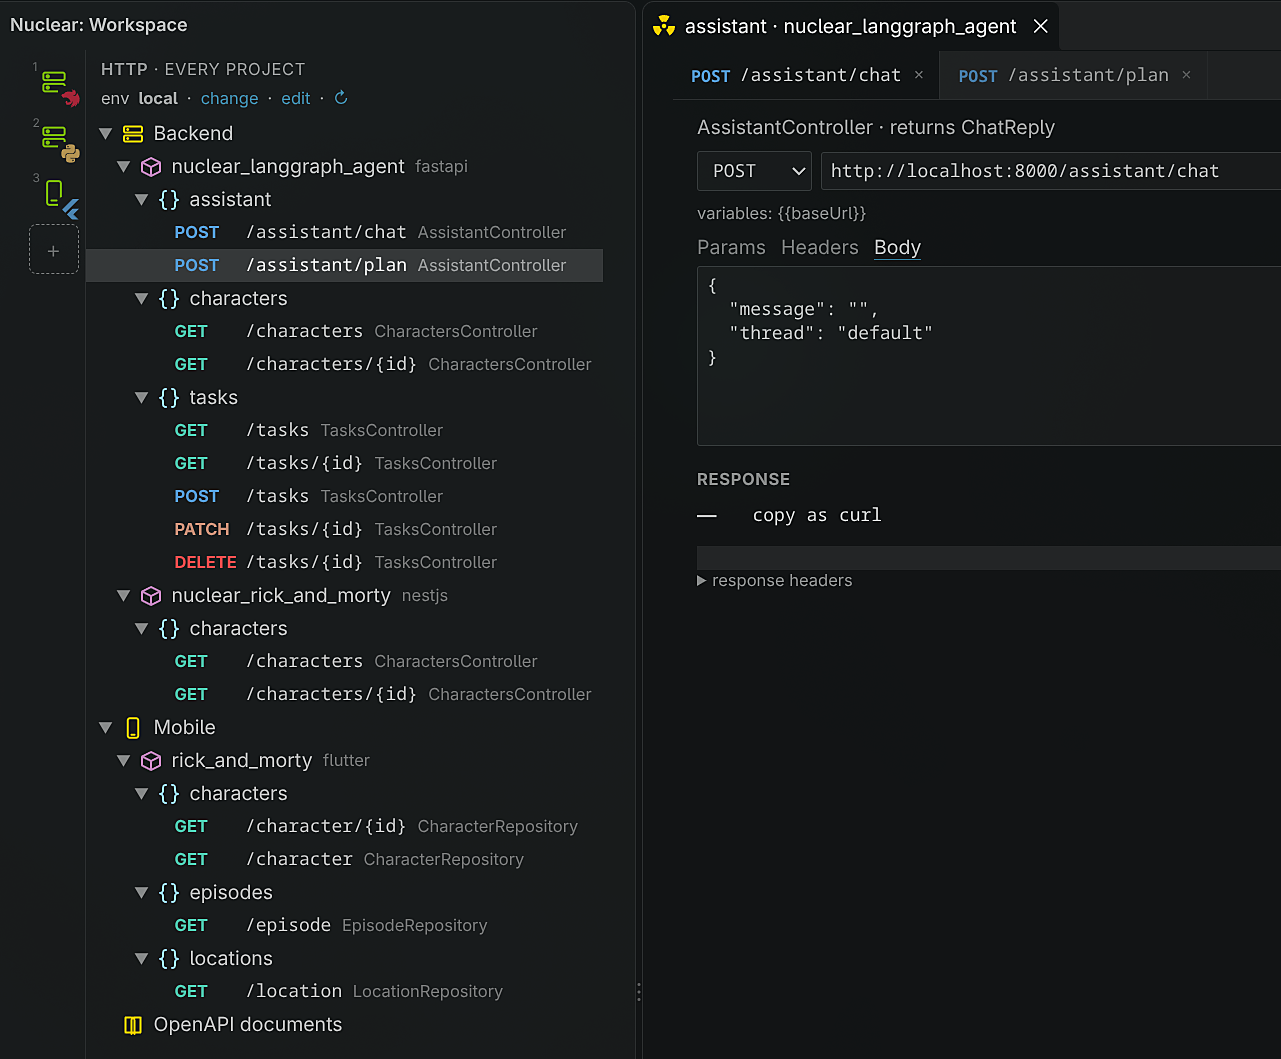 Nuclear: Workspace
1
2
3
+
HTTP · EVERY PROJECT
env local · change · edit ·
Backend
nuclear_langgraph_agent fastapi
{} assistant
POST /assistant/chat AssistantController
POST /assistant/plan AssistantController
{} characters
GET /characters CharactersController
GET /characters/{id} CharactersController
{} tasks
GET /tasks TasksController
GET /tasks/{id} TasksController
POST /tasks TasksController
PATCH /tasks/{id} TasksController
DELETE /tasks/{id} TasksController
nuclear_rick_and_morty nestjs
{} characters
GET /characters CharactersController
GET /characters/{id} CharactersController
Mobile
rick_and_morty flutter
{} characters
GET /character/{id} CharacterRepository
GET /character CharacterRepository
{} episodes
GET /episode EpisodeRepository
{} locations
GET /location LocationRepository
OpenAPI documents
assistant · nuclear_langgraph_agent
POST /assistant/chat × POST /assistant/plan ×
AssistantController · returns ChatReply
POST http://localhost:8000/assistant/chat
variables: {{baseUrl}}
Params Headers Body
{
"message": "",
"thread": "default"
}
RESPONSE
— copy as curl
response headers